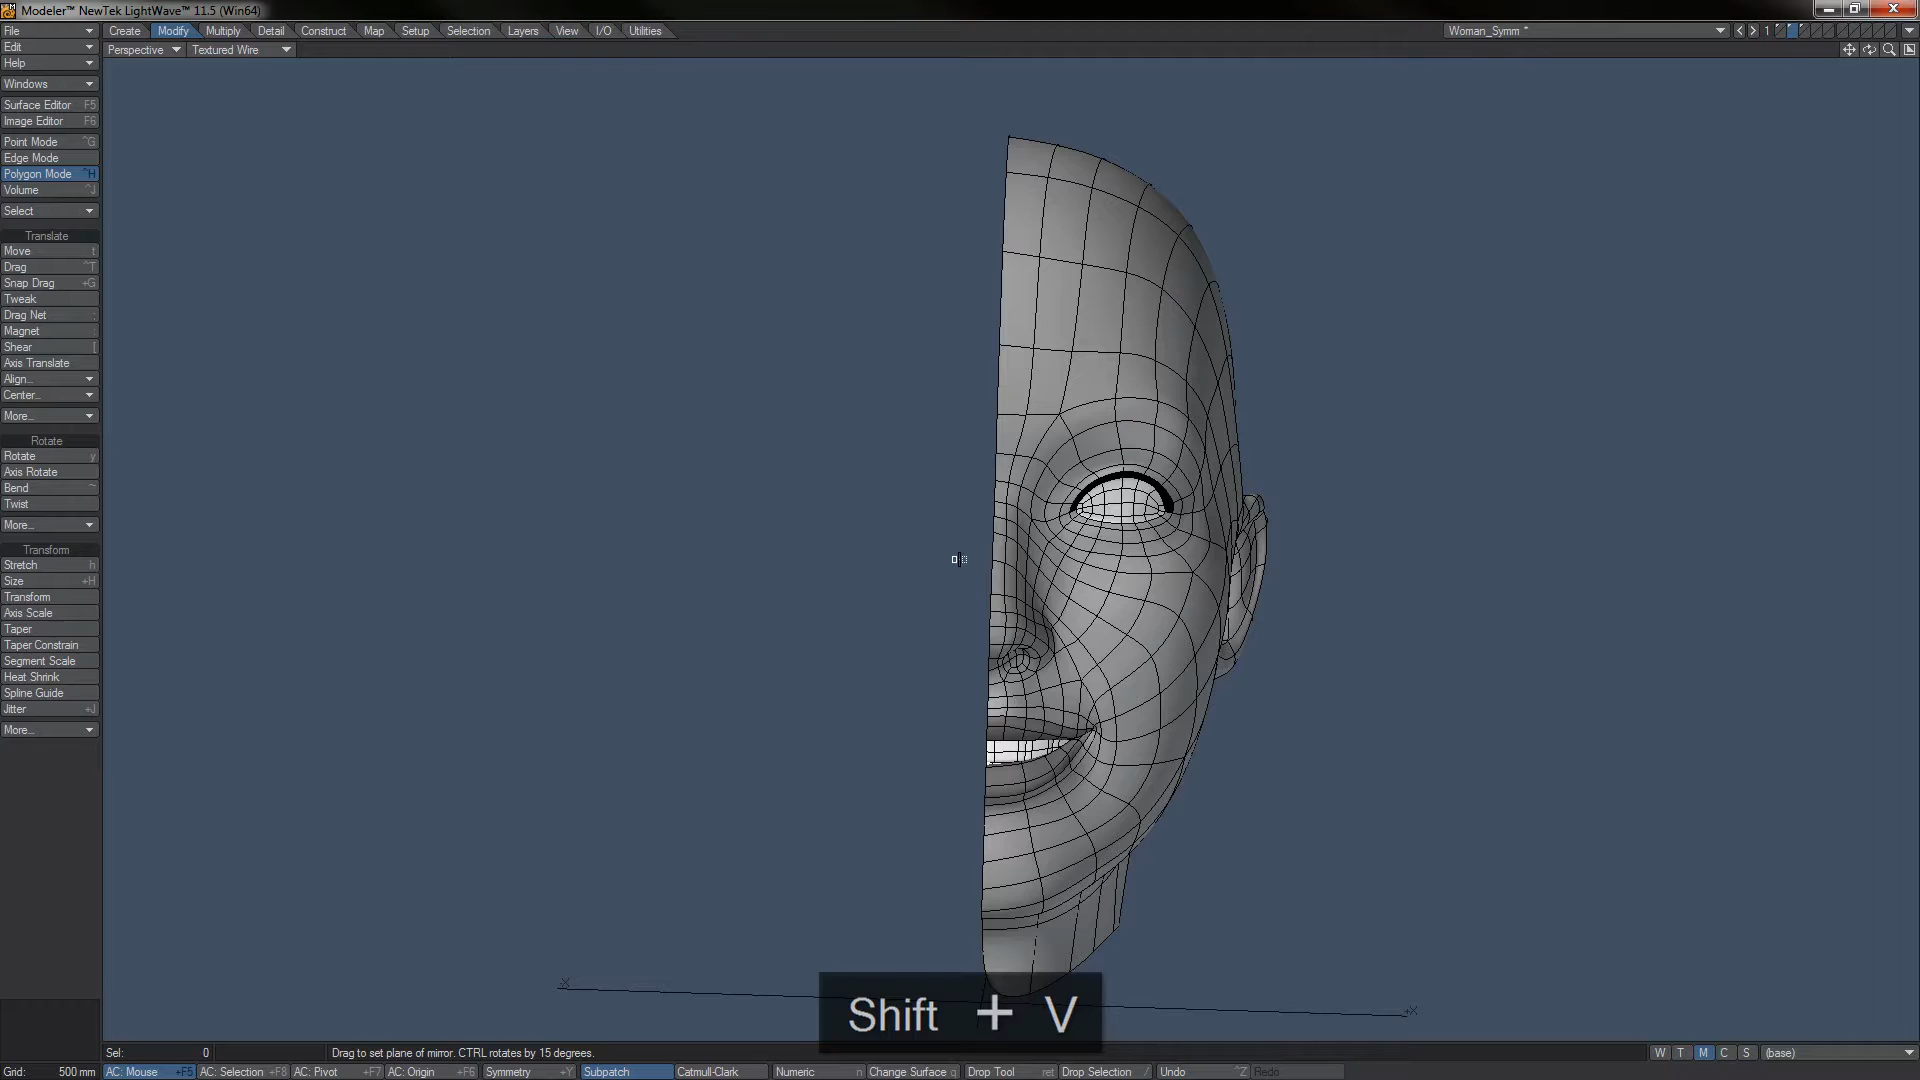 Modeler™ NewTek LightWave™ 11.5 (Win64)
File
Create Modify Multiply Detail Construct Map Setup Selection Layers View I/O Utilities
Woman_Symm *
1
Edit
Perspective Textured Wire
Help
Windows
Surface Editor F5
Image Editor F6
Point Mode ^G
Edge Mode
Polygon Mode ^H
Volume ^J
Select
Translate
Move t
Drag ^T
Snap Drag +G
Tweak
Drag Net ;
Magnet :
Shear [
Axis Translate
Align...
Center...
More...
Rotate
Rotate y
Axis Rotate
Bend ~
Twist
More...
Transform
Stretch h
Size +H
Transform
Axis Scale
Taper
Taper Constrain
Segment Scale
Heat Shrink
Spline Guide
Jitter +J
More...
-X
+X
Shift + V
Sel: 0
Drag to set plane of mirror. CTRL rotates by 15 degrees.
W T M C S (base)
Grid: 500 mm
AC: Mouse +F5 AC: Selection +F8 AC: Pivot +F7 AC: Origin +F6 Symmetry +Y Subpatch Catmull-Clark Numeric n Change Surface q Drop Tool ret Drop Selection / Undo ^Z Redo